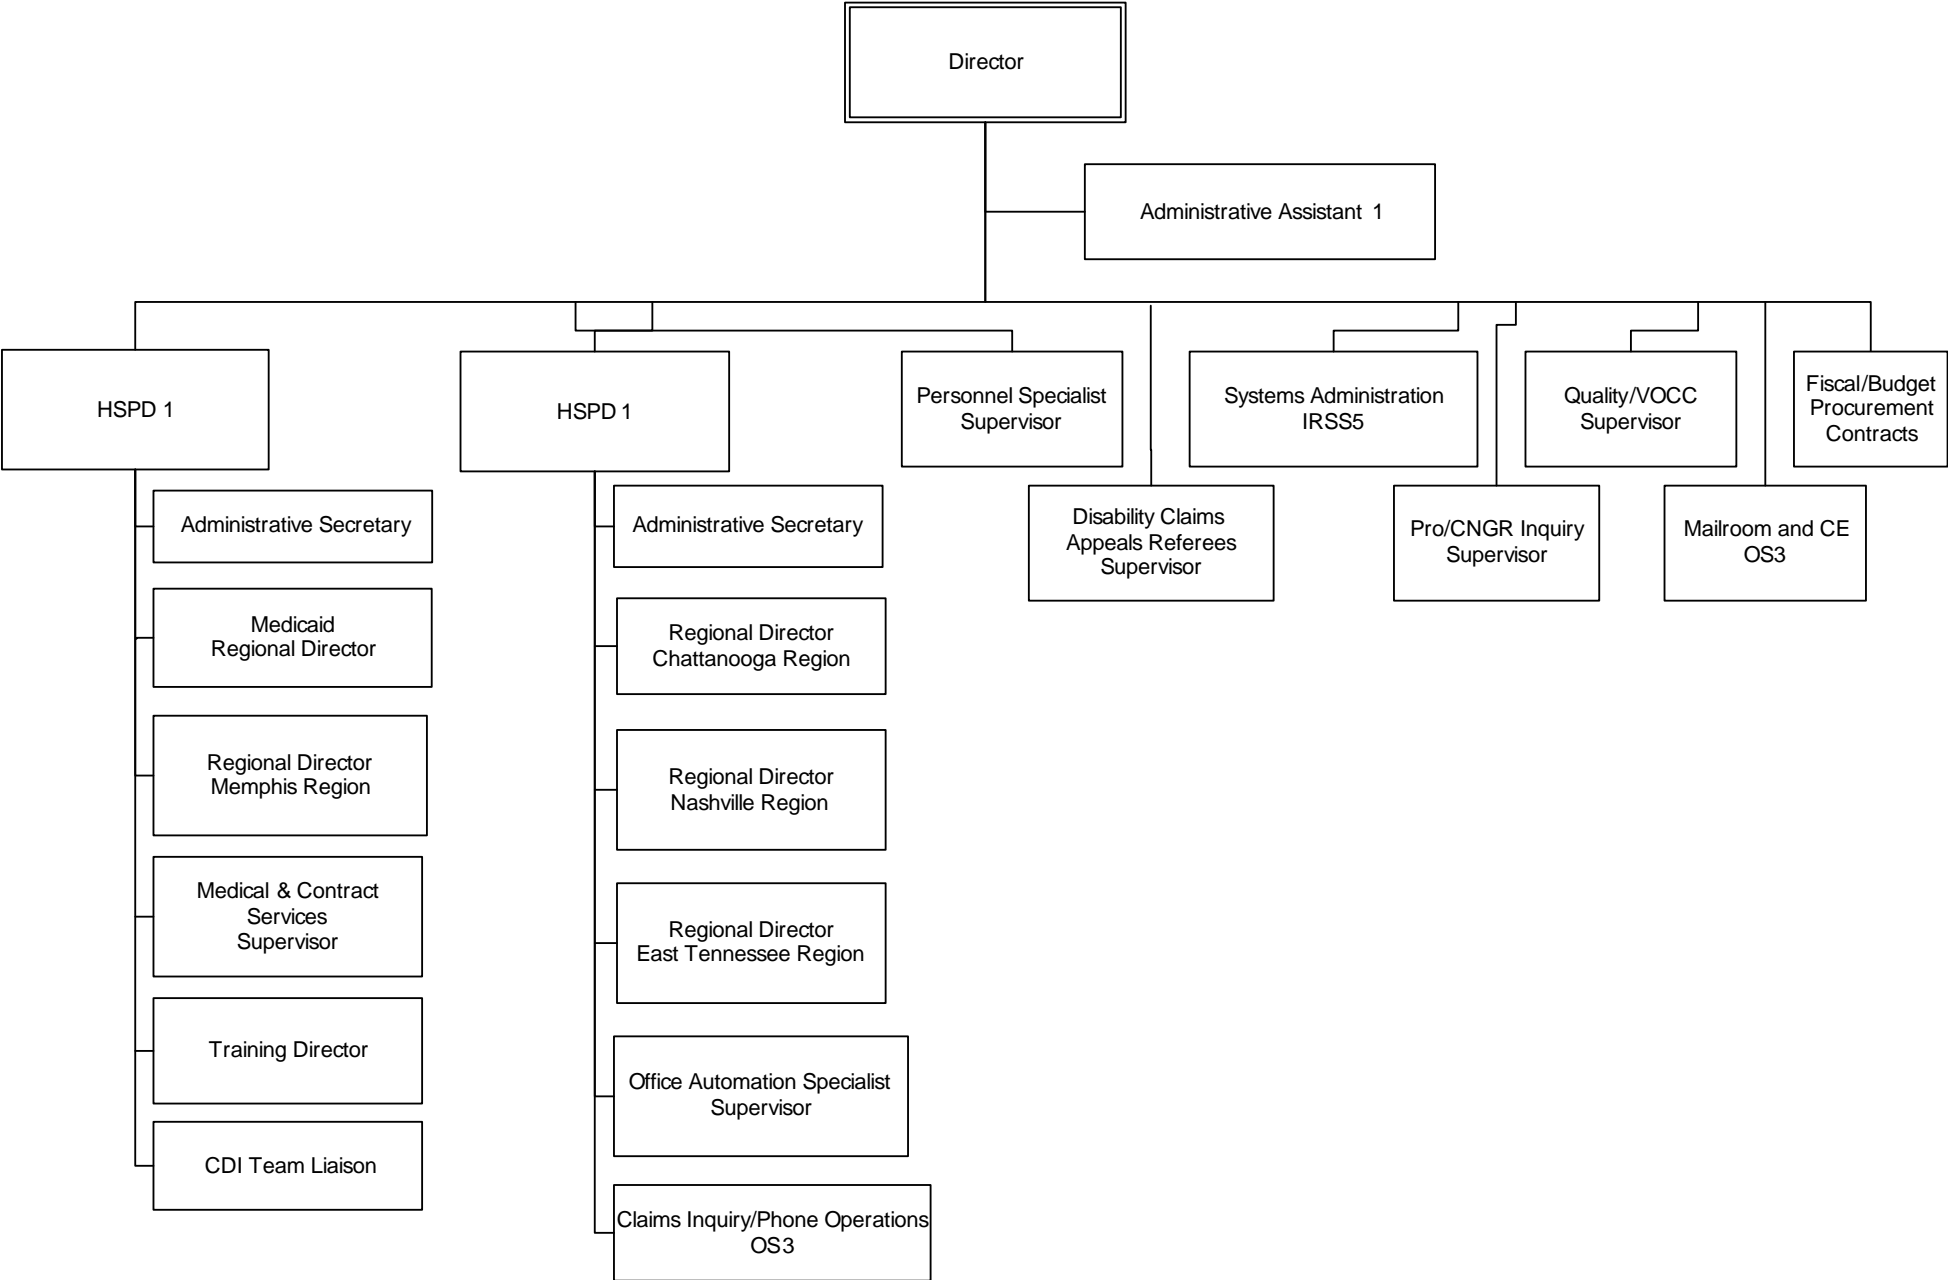 Director
Administrative Assistant 1
HSPD 1
HSPD 1
Personnel Specialist
Supervisor
Systems Administration
IRSS5
Quality/VOCC
Supervisor
Fiscal/Budget
Procurement
Contracts
Disability Claims
Appeals Referees
Supervisor
Pro/CNGR Inquiry
Supervisor
Mailroom and CE
OS3
Administrative Secretary
Medicaid
Regional Director
Regional Director
Memphis Region
Medical & Contract
Services
Supervisor
Training Director
CDI Team Liaison
Administrative Secretary
Regional Director
Chattanooga Region
Regional Director
Nashville Region
Regional Director
East Tennessee Region
Office Automation Specialist
Supervisor
Claims Inquiry/Phone Operations
OS3